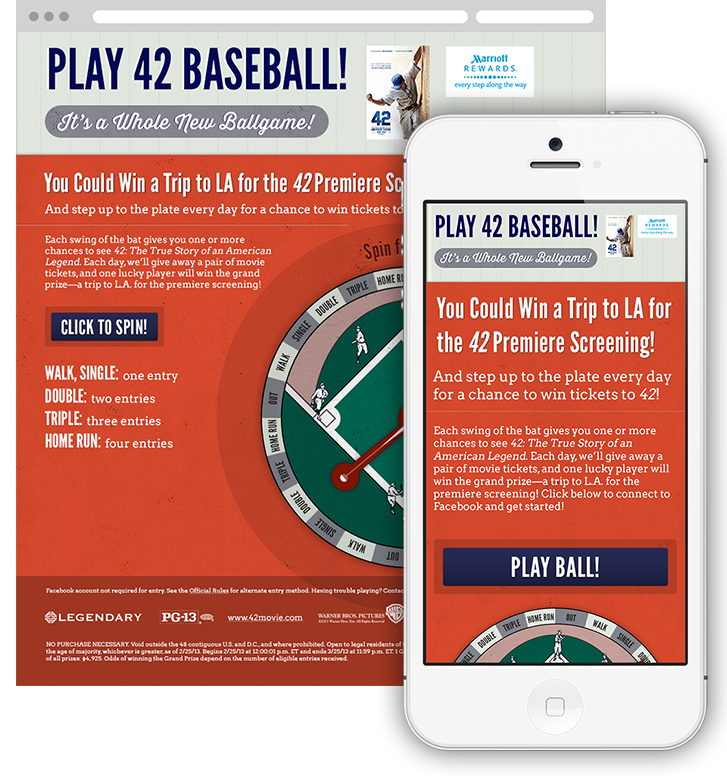 PLAY 42 BASEBALL!
It's a Whole New Ballgame!
42
Marriott
REWARDS.
every step along the way
You Could Win a Trip to LA for the 42 Premiere Sc
And step up to the plate every day for a chance to win tickets to
Each swing of the bat gives you one or more
chances to see 42: The True Story of an American
Legend. Each day, we'll give away a pair of movie
tickets, and one lucky player will win the grand
prize—a trip to L.A. for the premiere screening!
CLICK TO SPIN!
WALK, SINGLE: one entry
DOUBLE: two entries
TRIPLE: three entries
HOME RUN: four entries
Spin f
HOME RU
TRIPLE
DOUBLE
SINGLE
WALK
OUT
HOME RUN
TRIPLE
DOUBLE
SINGLE
WALK
OUT
Facebook account not required for entry. See the Official Rules for alternate entry method. Having trouble playing? Contac
LEGENDARY
PG-13
www.42movie.com
WARNER BROS. PICTURES
WB
NO PURCHASE NECESSARY. Void outside the 48 contiguous U.S. and D.C., and where prohibited. Open to legal residents of t
the age of majority, whichever is greater, as of 2/25/13. Begins 2/25/13 at 12:00:01 p.m. ET and ends 3/25/13 at 11:59 p.m. ET.
of all prizes: $4,925. Odds of winning the Grand Prize depend on the number of eligible entries received.
PLAY 42 BASEBALL!
It's a Whole New Ballgame!
Marriott
REWARDS.
every step along the way
You Could Win a Trip to LA for
the 42 Premiere Screening!
And step up to the plate every day
for a chance to win tickets to 42!
Each swing of the bat gives you one or more
chances to see 42: The True Story of an
American Legend. Each day, we'll give away a
pair of movie tickets, and one lucky player will
win the grand prize—a trip to L.A. for the
premiere screening! Click below to connect to
Facebook and get started!
PLAY BALL!
DOUBLE
TRIPLE
HOME RUN
OUT
WALK
SINGLE